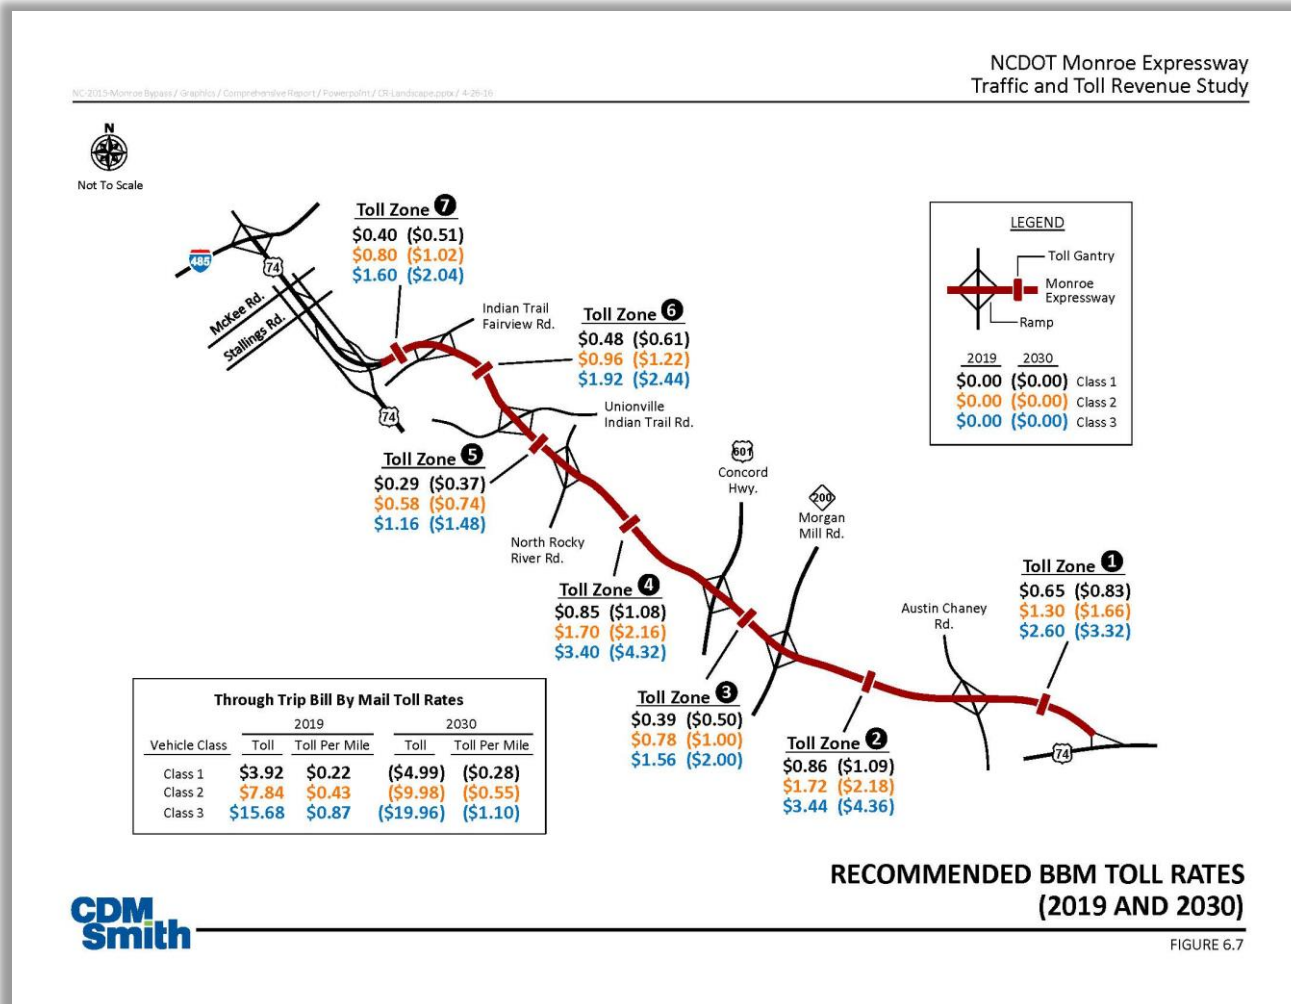 NCDOT Monroe Expressway
Traffic and Toll Revenue Study
NC-2015-Monroe Bypass / Graphics / Comprehensive Report / Powerpoint / CR-Landscape.pptx / 4-26-16
N
Not To Scale
Toll Zone 7
$0.40 ($0.51)
$0.80 ($1.02)
$1.60 ($2.04)
485
74
McKee Rd.
Stallings Rd.
74
Indian Trail
Fairview Rd.
Toll Zone 6
$0.48 ($0.61)
$0.96 ($1.22)
$1.92 ($2.44)
LEGEND
Toll Gantry
Monroe
Expressway
Ramp
2019 2030
$0.00 ($0.00) Class 1
$0.00 ($0.00) Class 2
$0.00 ($0.00) Class 3
Unionville
Indian Trail Rd.
Toll Zone 5
$0.29 ($0.37)
$0.58 ($0.74)
$1.16 ($1.48)
North Rocky
River Rd.
601
Concord
Hwy.
200
Morgan
Mill Rd.
Toll Zone 4
$0.85 ($1.08)
$1.70 ($2.16)
$3.40 ($4.32)
Austin Chaney
Rd.
Toll Zone 1
$0.65 ($0.83)
$1.30 ($1.66)
$2.60 ($3.32)
Toll Zone 3
$0.39 ($0.50)
$0.78 ($1.00)
$1.56 ($2.00)
Toll Zone 2
$0.86 ($1.09)
$1.72 ($2.18)
$3.44 ($4.36)
74
Through Trip Bill By Mail Toll Rates
2019 2030
Vehicle Class Toll Toll Per Mile Toll Toll Per Mile
Class 1 $3.92 $0.22 ($4.99) ($0.28)
Class 2 $7.84 $0.43 ($9.98) ($0.55)
Class 3 $15.68 $0.87 ($19.96) ($1.10)
RECOMMENDED BBM TOLL RATES
(2019 AND 2030)
CDM
Smith
FIGURE 6.7